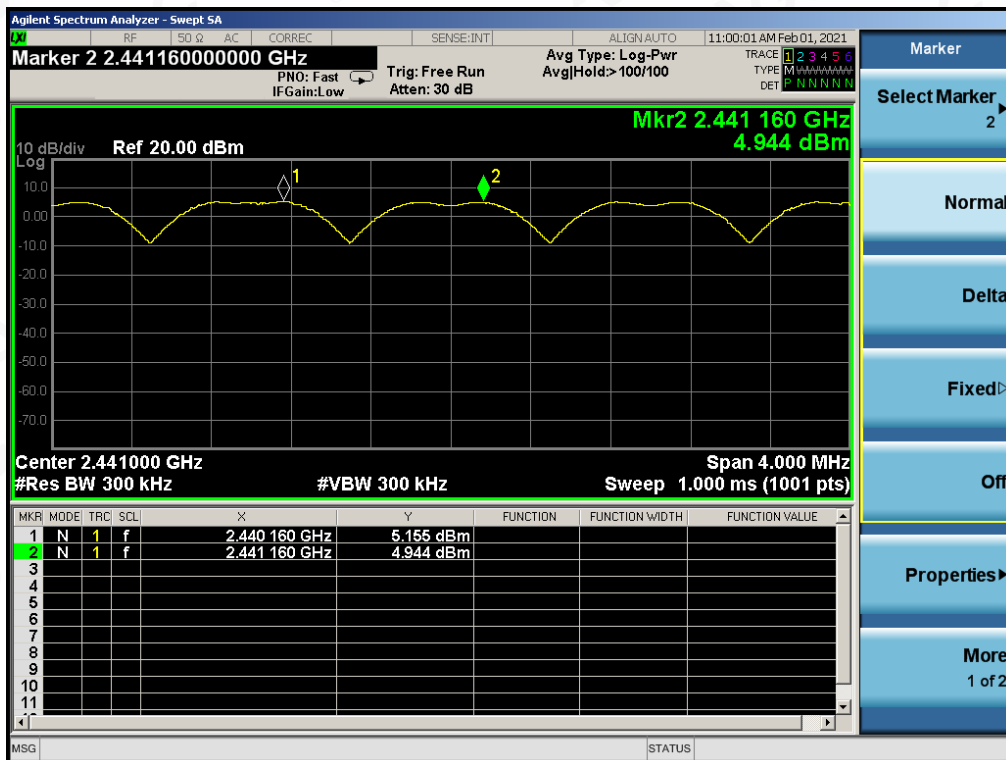 Agilent Spectrum Analyzer - Swept SA
LXI RF 50 Ω AC CORREC SENSE:INT ALIGN AUTO 11:00:01 AM Feb 01, 2021
Marker 2 2.441160000000 GHz
PNO: Fast
IFGain:Low
Trig: Free Run
Atten: 30 dB
Avg Type: Log-Pwr
Avg|Hold:> 100/100
TRACE 1 2 3 4 5 6
TYPE M W W W W W
DET P N N N N N
Mkr2 2.441 160 GHz
4.944 dBm
10 dB/div Ref 20.00 dBm
Log
1
2
10.0
0.00
-10.0
-20.0
-30.0
-40.0
-50.0
-60.0
-70.0
Center 2.441000 GHz Span 4.000 MHz
#Res BW 300 kHz #VBW 300 kHz Sweep 1.000 ms (1001 pts)
MKR MODE TRC SCL X Y FUNCTION FUNCTION WIDTH FUNCTION VALUE
1 N 1 f 2.440 160 GHz 5.155 dBm
2 N 1 f 2.441 160 GHz 4.944 dBm
3
4
5
6
7
8
9
10
11
MSG STATUS
Marker
Select Marker
2
Normal
Delta
Fixed
Off
Properties
More
1 of 2